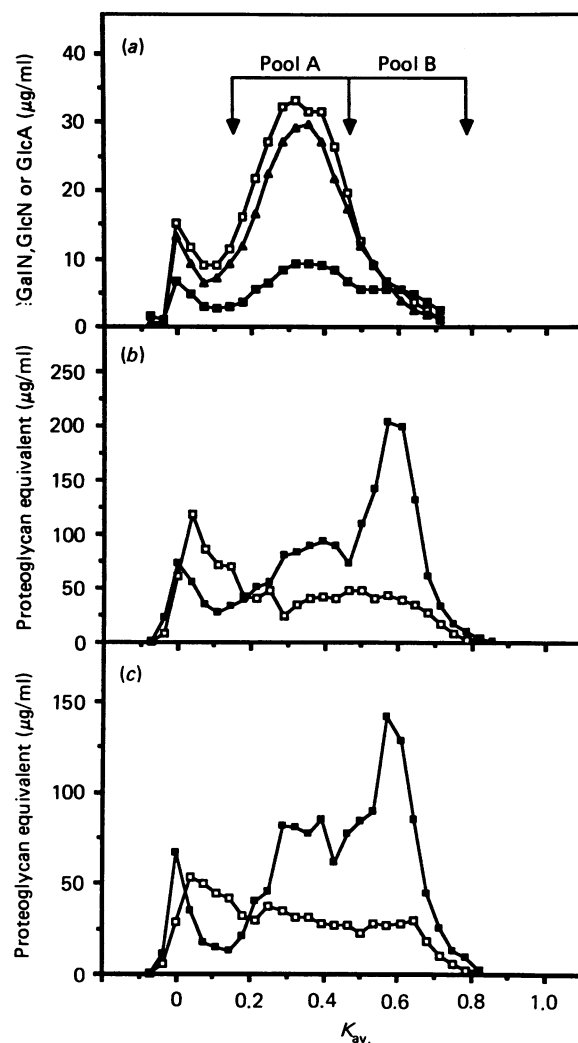 (a)
Pool A
Pool B
GalN, GlcN or GlcA (µg/ml)
40
30
20
10
0
(b)
Proteoglycan equivalent (µg/ml)
250
200
150
100
50
0
(c)
Proteoglycan equivalent (µg/ml)
150
100
50
0
0
0.2
0.4
0.6
0.8
1.0
Kav.